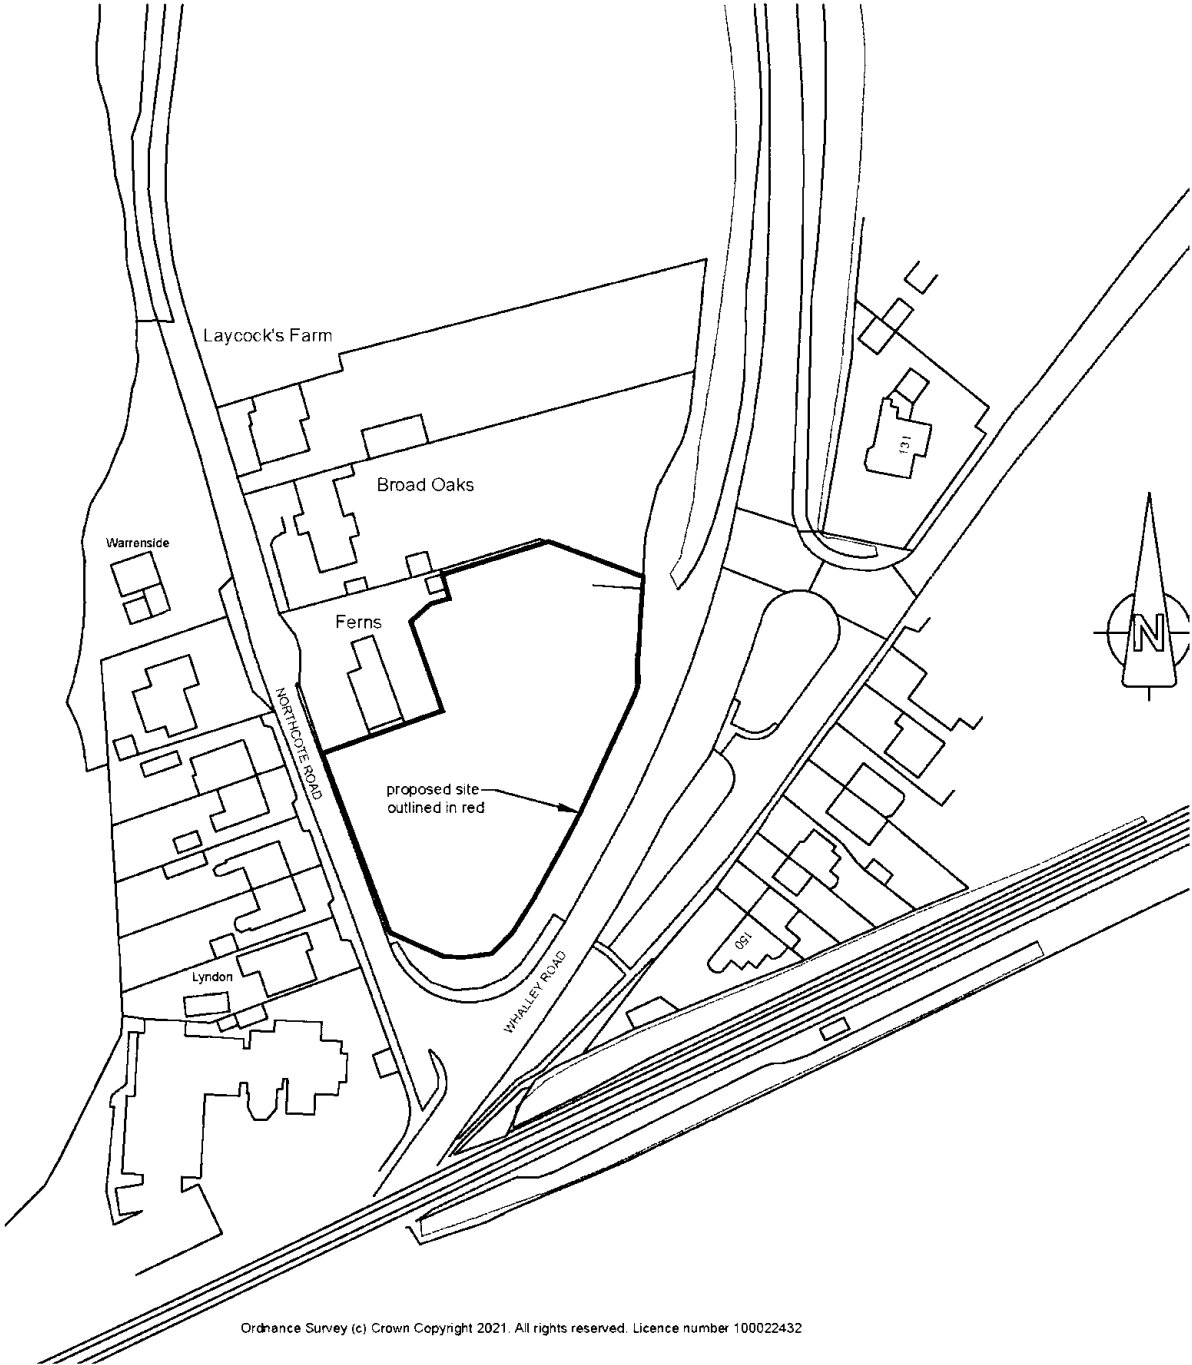 Laycock's Farm
131
Broad Oaks
Warrenside
N
Ferns
NORTHCOTE ROAD
proposed site
outlined in red
150
Lyndon
WHALLEY ROAD
Ordnance Survey (c) Crown Copyright 2021. All rights reserved. Licence number 100022432